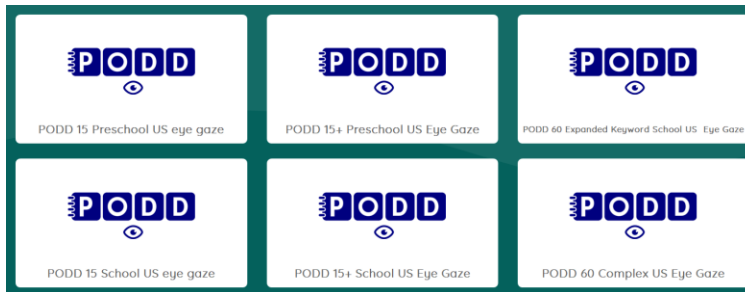 PODD
PODD
PODD
PODD 15 Preschool US eye gaze
PODD 15+ Preschool US Eye Gaze
PODD 60 Expanded Keyword School US Eye Gaze
PODD
PODD
PODD
PODD 15 School US eye gaze
PODD 15+ School US Eye Gaze
PODD 60 Complex US Eye Gaze